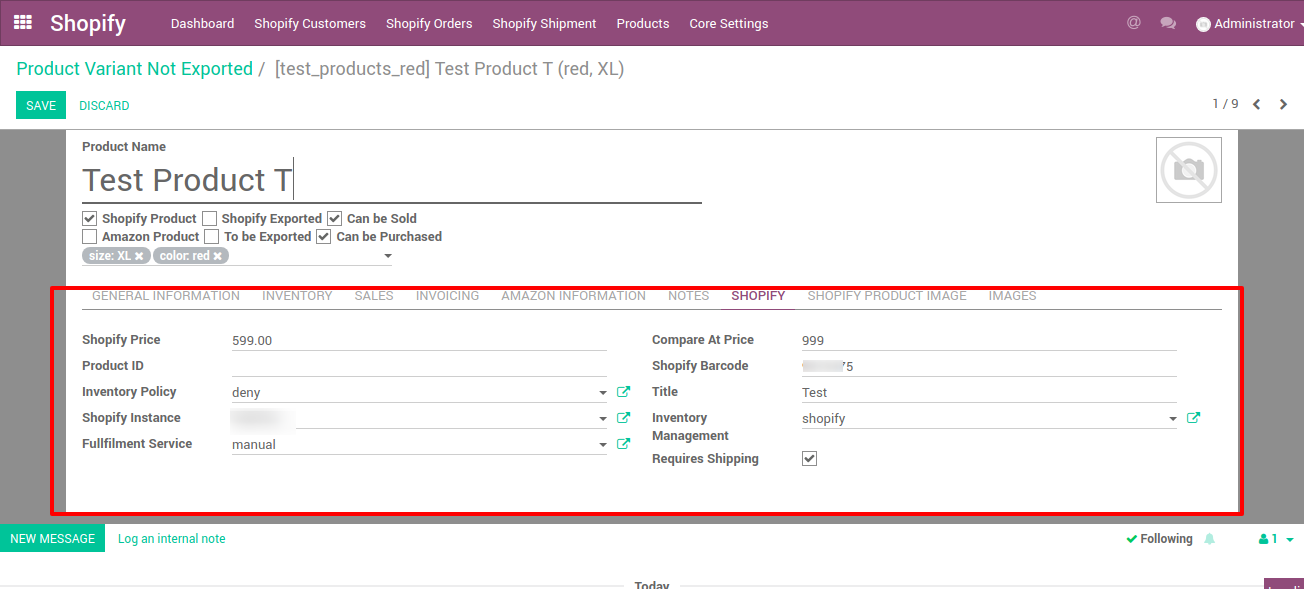 Shopify Dashboard Shopify Customers Shopify Orders Shopify Shipment Products Core Settings @ Administrator
Product Variant Not Exported / [test_products_red] Test Product T (red, XL)
SAVE DISCARD 1 / 9
Product Name
Test Product T
Shopify Product Shopify Exported Can be Sold
Amazon Product To be Exported Can be Purchased
size: XL color: red
GENERAL INFORMATION INVENTORY SALES INVOICING AMAZON INFORMATION NOTES SHOPIFY SHOPIFY PRODUCT IMAGE IMAGES
Shopify Price 599.00 Compare At Price 999
Product ID Shopify Barcode 75
Inventory Policy deny Title Test
Shopify Instance Inventory Management shopify
Fullfilment Service manual Requires Shipping
NEW MESSAGE Log an internal note Following 1
Today